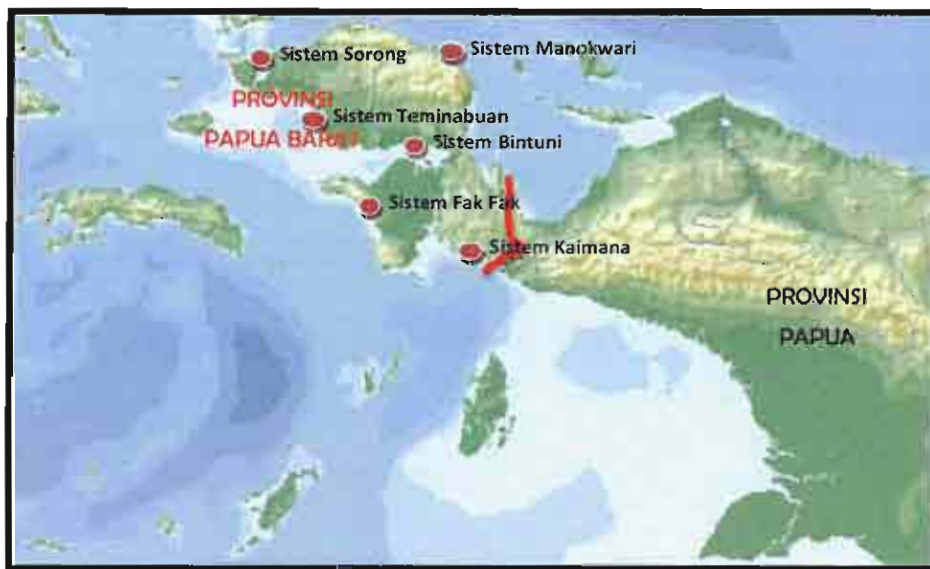 Sistem Sorong
Sistem Manokwari
PROVINSI
PAPUA BARAT
Sistem Teminabuan
Sistem Bintuni
Sistem Fak Fak
Sistem Kaimana
PROVINSI
PAPUA